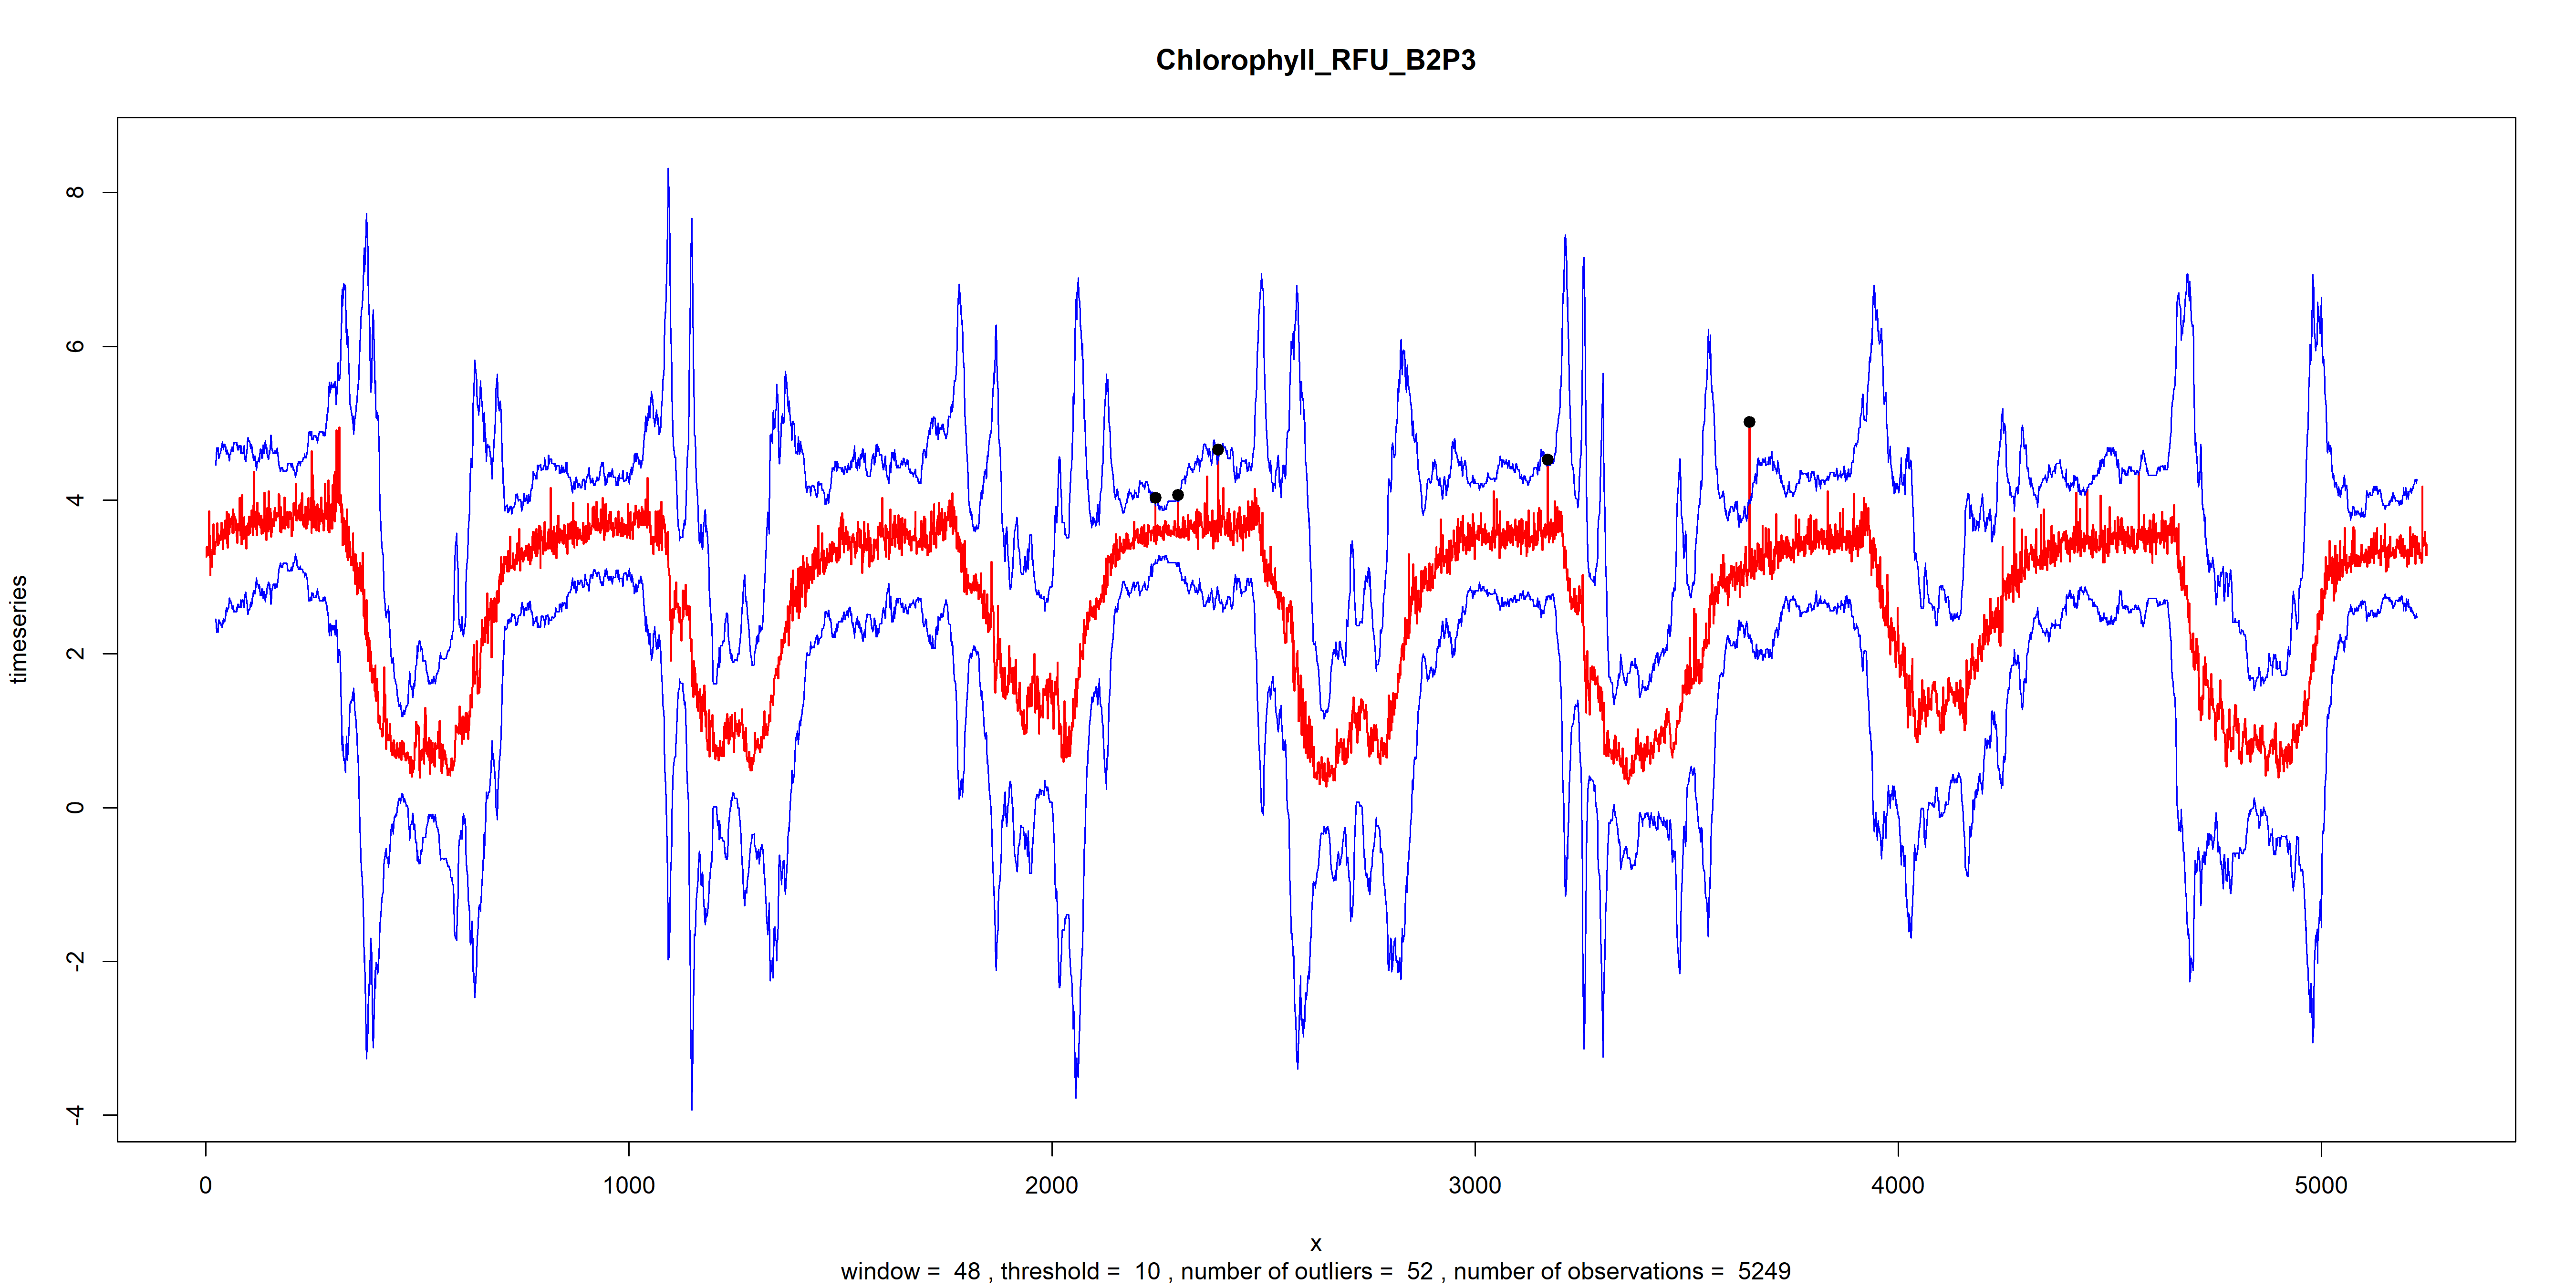 Chlorophyll_RFU_B2P3
timeseries
8
6
4
2
0
-2
-4
0 1000 2000 3000 4000 5000
x
window = 48 , threshold = 10 , number of outliers = 52 , number of observations = 5249